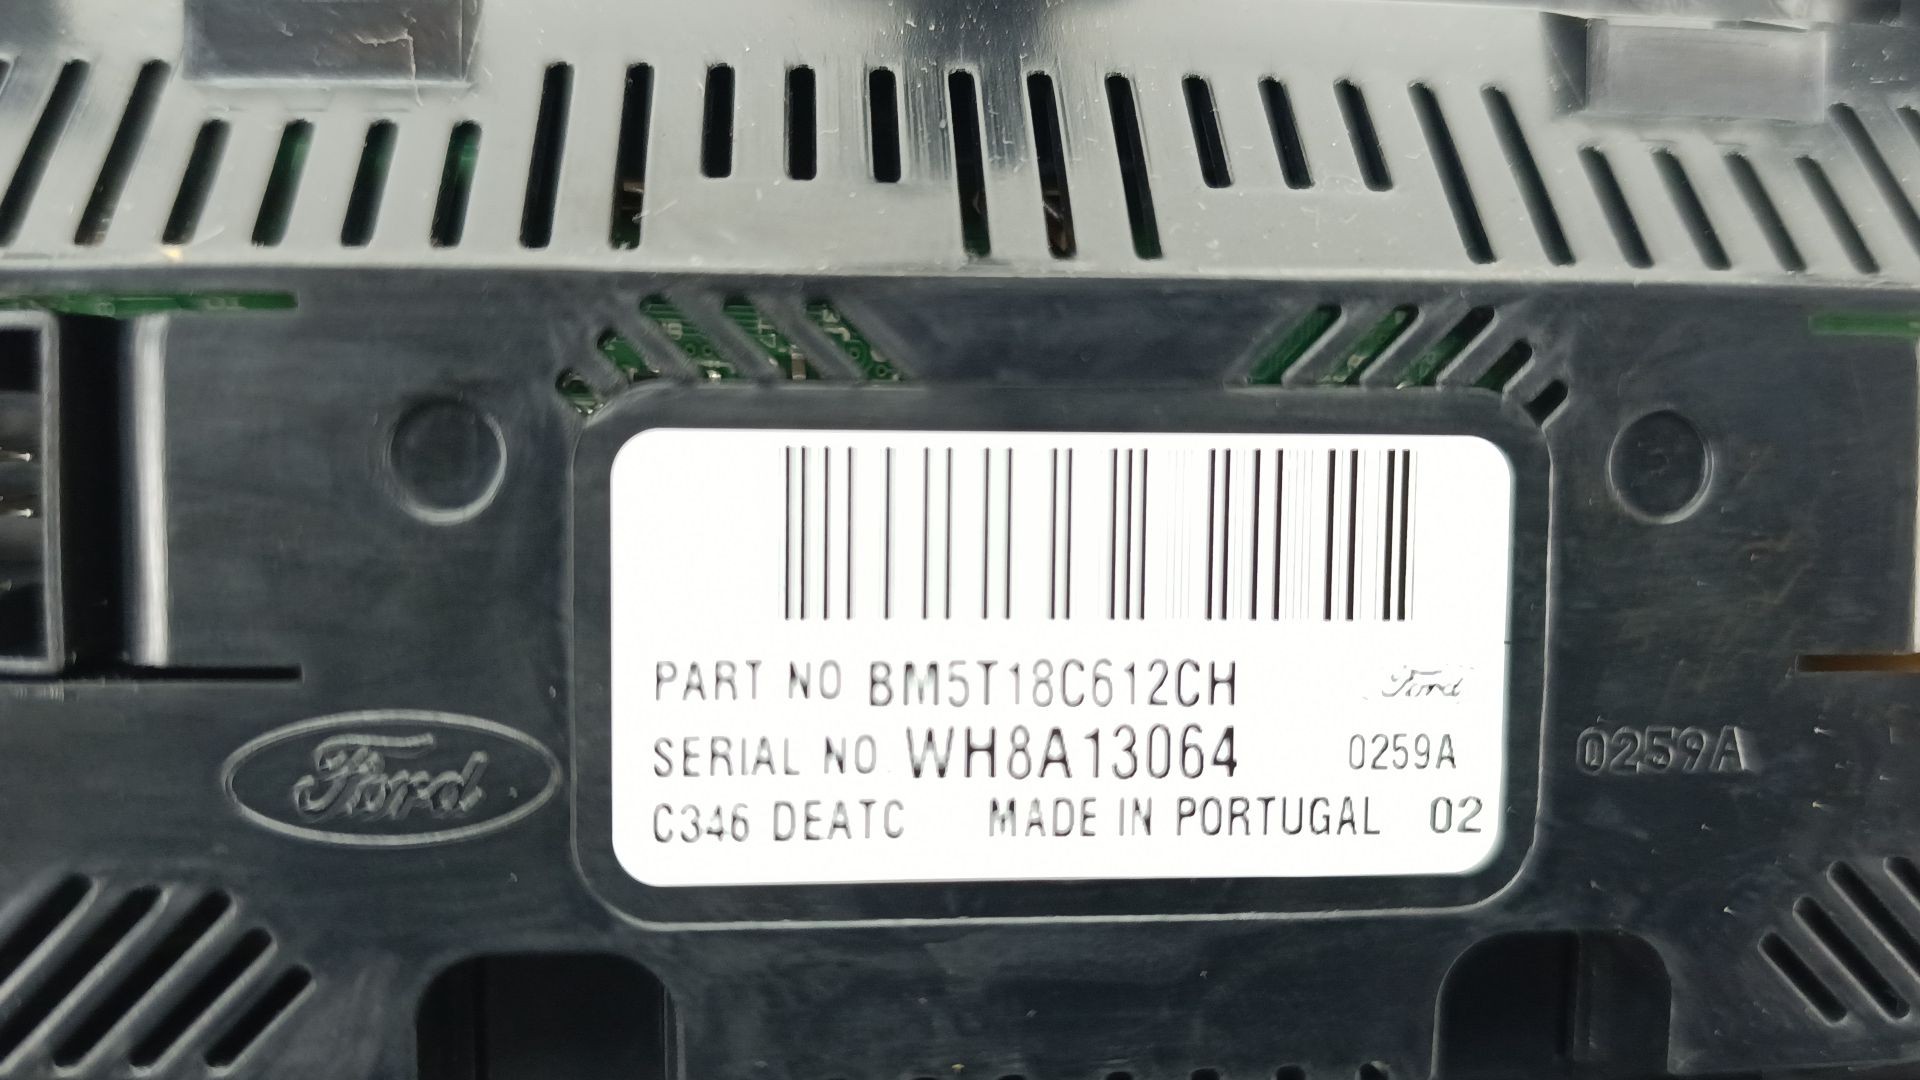 PART NO BM5T18C612CH Ford
SERIAL NO WH8A13064 0259A
C346 DEATC MADE IN PORTUGAL 02
Ford
0259A